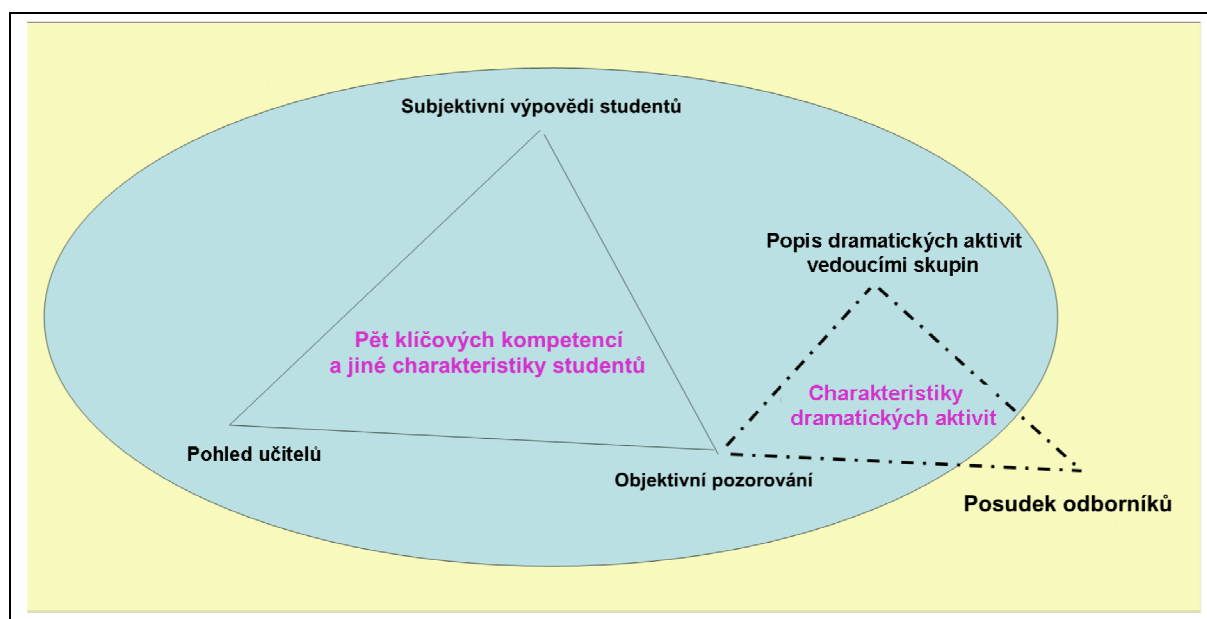 Subjektivní výpovědi studentů
Popis dramatických aktivit
vedoucími skupin
Pět klíčových kompetencí
a jiné charakteristiky studentů
Charakteristiky
dramatických aktivit
Pohled učitelů
Objektivní pozorování
Posudek odborníků